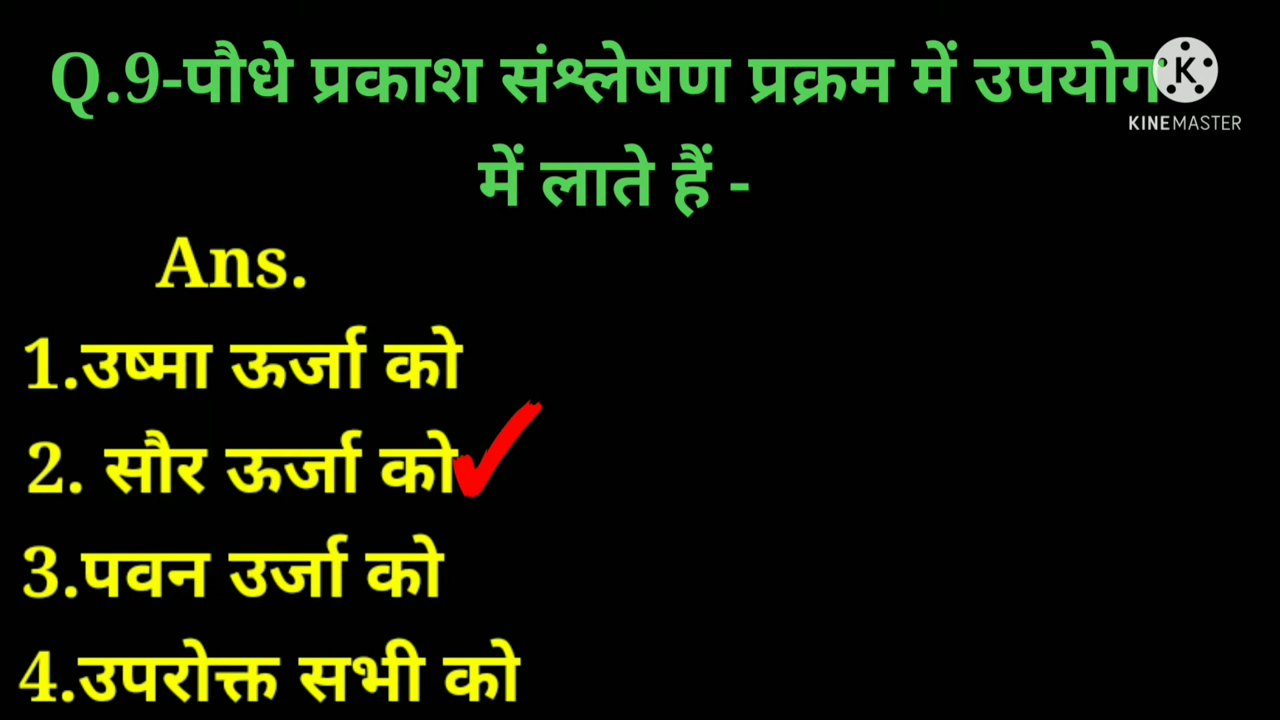 Q.9-पौधे प्रकाश संश्लेषण प्रक्रम में उपयोग
K
KINEMASTER
में लाते हैं -
Ans.
1.उष्मा ऊर्जा को
2. सौर ऊर्जा को
3.पवन उर्जा को
4.उपरोक्त सभी को